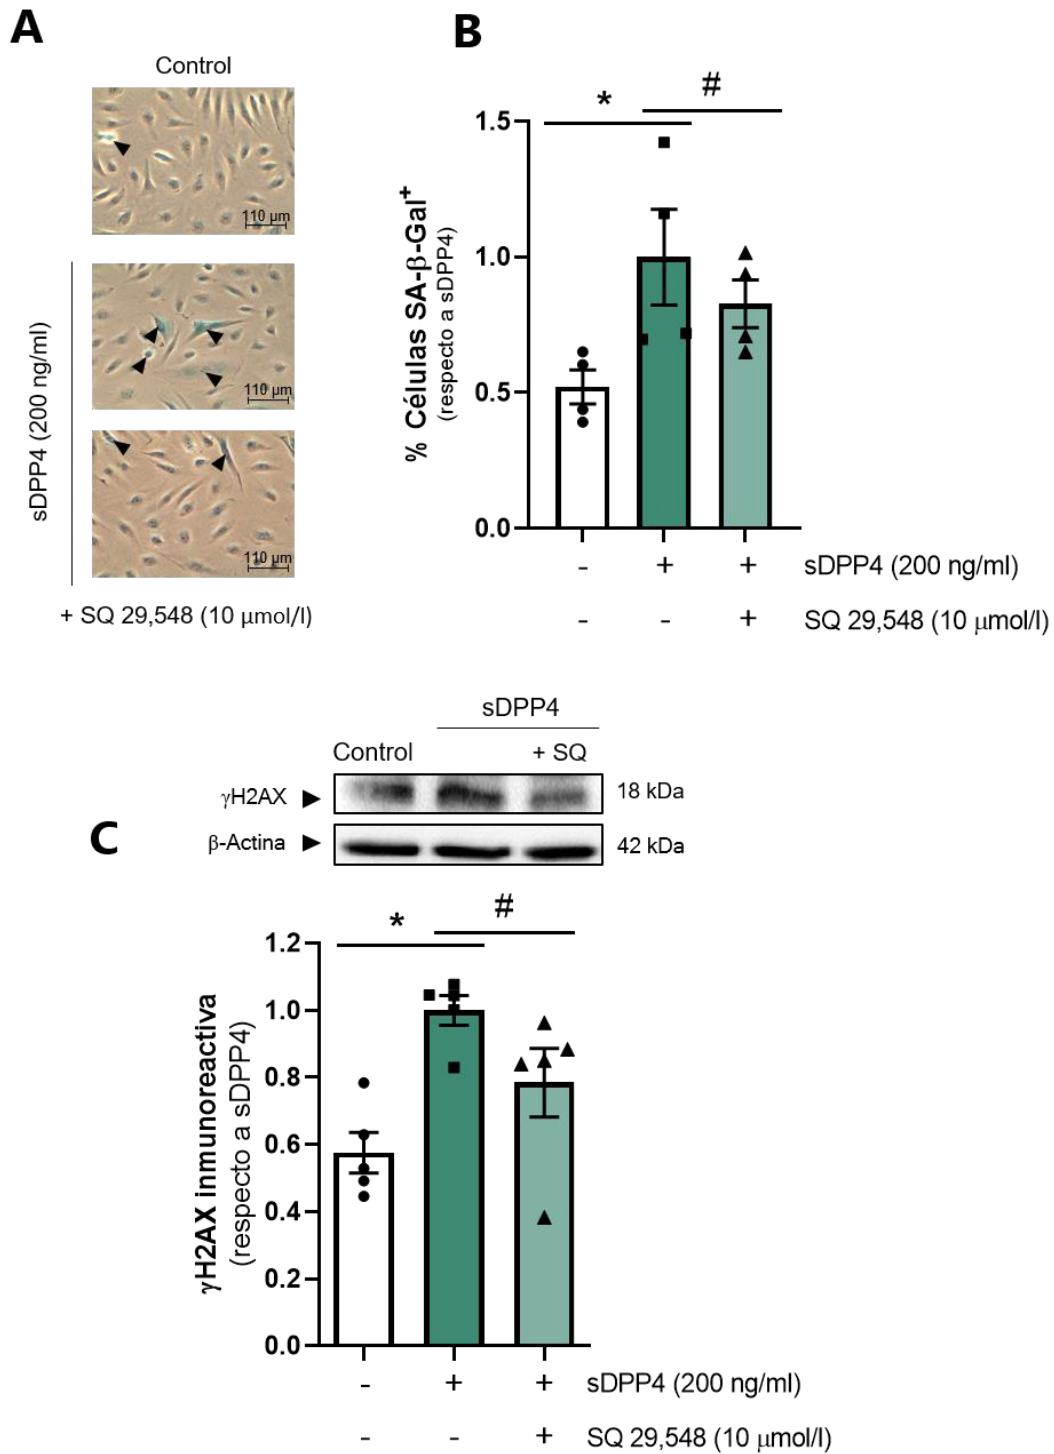 A
Control
110 µm
110 µm
110 µm
sDPP4 (200 ng/ml)
+ SQ 29,548 (10 µmol/l)
B
* #
% Células SA-β-Gal⁺
(respecto a sDPP4)
1.5
1.0
0.5
0.0
- + + sDPP4 (200 ng/ml)
- - + SQ 29,548 (10 µmol/l)
C
sDPP4
Control + SQ
γH2AX 18 kDa
β-Actina 42 kDa
* #
γH2AX inmunoreactiva
(respecto a sDPP4)
1.2
1.0
0.8
0.6
0.4
0.2
0.0
- + + sDPP4 (200 ng/ml)
- - + SQ 29,548 (10 µmol/l)